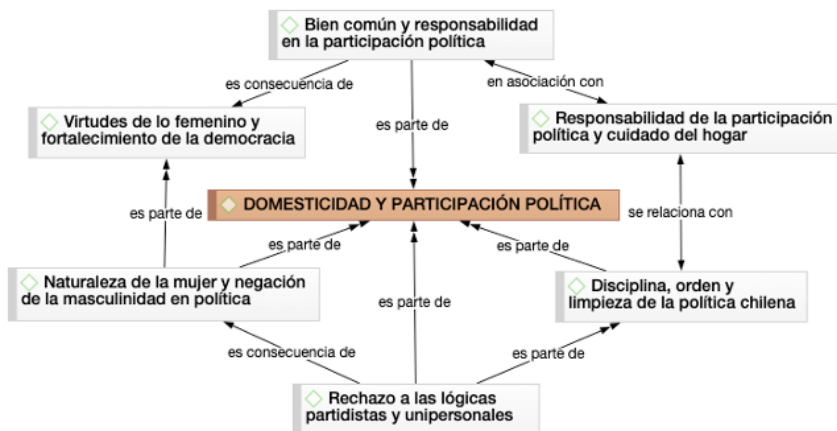 Bien común y responsabilidad
en la participación política
es consecuencia de
en asociación con
Virtudes de lo femenino y
fortalecimiento de la democracia
es parte de
Responsabilidad de la participación
política y cuidado del hogar
DOMESTICIDAD Y PARTICIPACIÓN POLÍTICA
es parte de
se relaciona con
es parte de
es parte de
Naturaleza de la mujer y negación
de la masculinidad en política
es parte de
Disciplina, orden y
limpieza de la política chilena
es consecuencia de
es parte de
Rechazo a las lógicas
partidistas y unipersonales